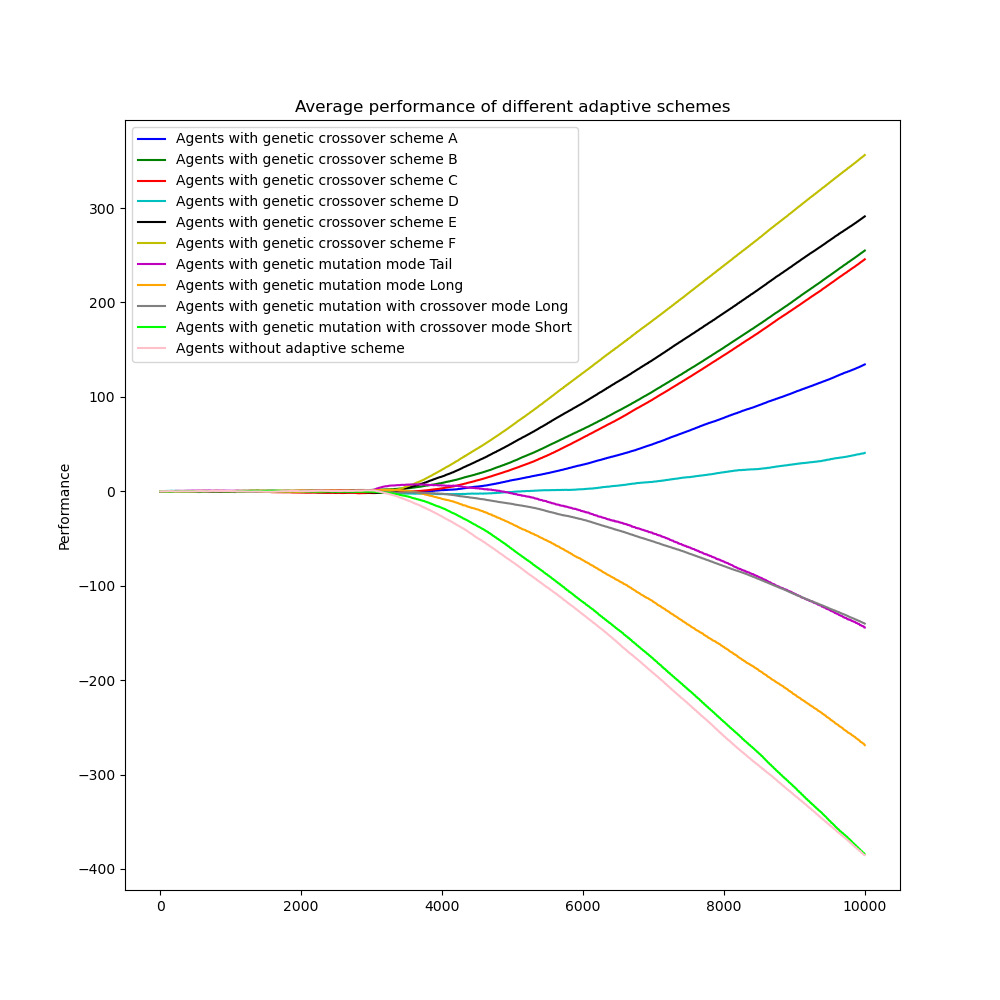 Average performance of different adaptive schemes
Agents with genetic crossover scheme A
Agents with genetic crossover scheme B
Agents with genetic crossover scheme C
Agents with genetic crossover scheme D
Agents with genetic crossover scheme E
Agents with genetic crossover scheme F
Agents with genetic mutation mode Tail
Agents with genetic mutation mode Long
Agents with genetic mutation with crossover mode Long
Agents with genetic mutation with crossover mode Short
Agents without adaptive scheme
Performance
300
200
100
0
−100
−200
−300
−400
0 2000 4000 6000 8000 10000